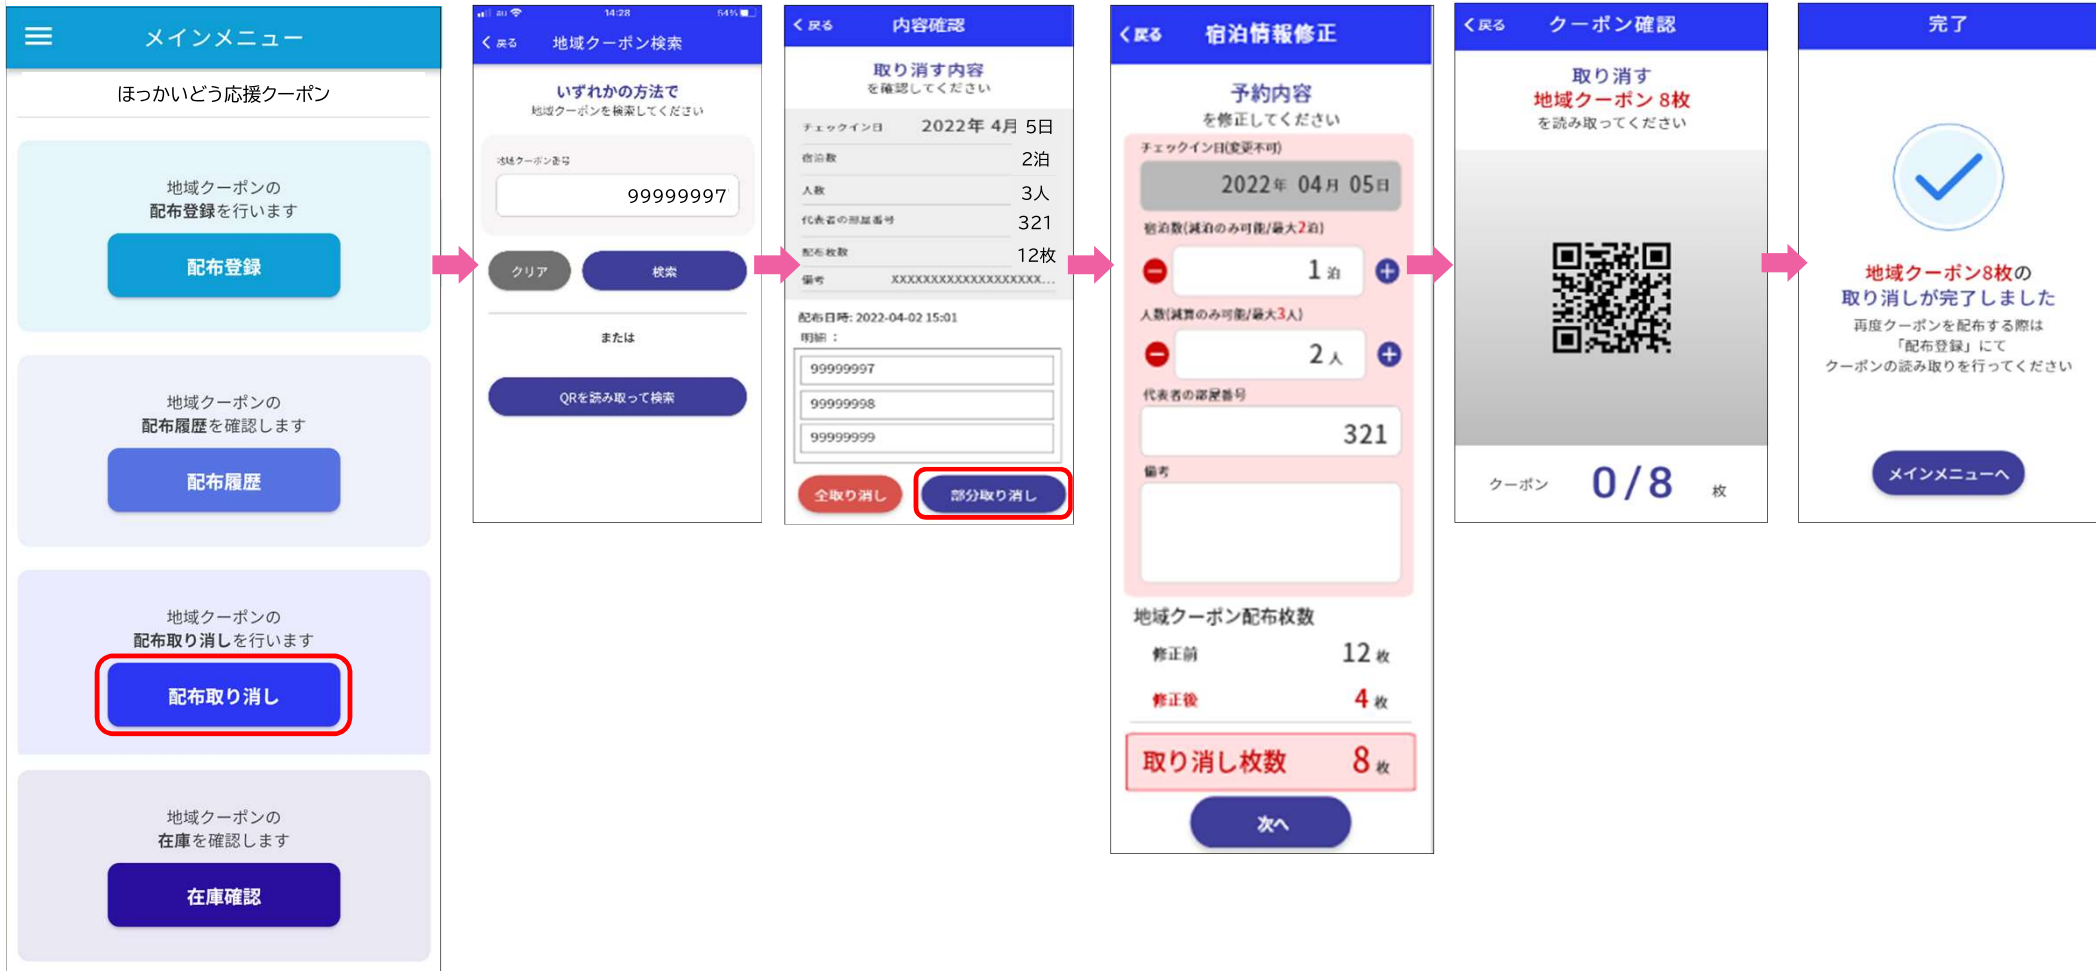 メインメニュー
ほっかいどう応援クーポン
地域クーポンの
配布登録を行います
配布登録
地域クーポンの
配布履歴を確認します
配布履歴
地域クーポンの
配布取り消しを行います
配布取り消し
地域クーポンの
在庫を確認します
在庫確認
au 14:28 54%
戻る 地域クーポン検索
いずれかの方法で
地域クーポンを検索してください
地域クーポン番号
99999997
クリア 検索
または
QRを読み取って検索
戻る 内容確認
取り消す内容
を確認してください
チェックイン日 2022年 4月 5日
宿泊数 2泊
人数 3人
代表者の部屋番号 321
配布枚数 12枚
備考 XXXXXXXXXXXXXXXXXXX...
配布日時: 2022-04-02 15:01
明細：
99999997
99999998
99999999
全取り消し 部分取り消し
戻る 宿泊情報修正
予約内容
を修正してください
チェックイン日(変更不可)
2022年 04月 05日
宿泊数(減泊のみ可能/最大2泊)
1 泊
人数(減算のみ可能/最大3人)
2 人
代表者の部屋番号
321
備考
地域クーポン配布枚数
修正前 12 枚
修正後 4 枚
取り消し枚数 8 枚
次へ
戻る クーポン確認
取り消す
地域クーポン 8枚
を読み取ってください
クーポン 0/8 枚
完了
地域クーポン8枚の
取り消しが完了しました
再度クーポンを配布する際は
「配布登録」にて
クーポンの読み取りを行ってください
メインメニューへ